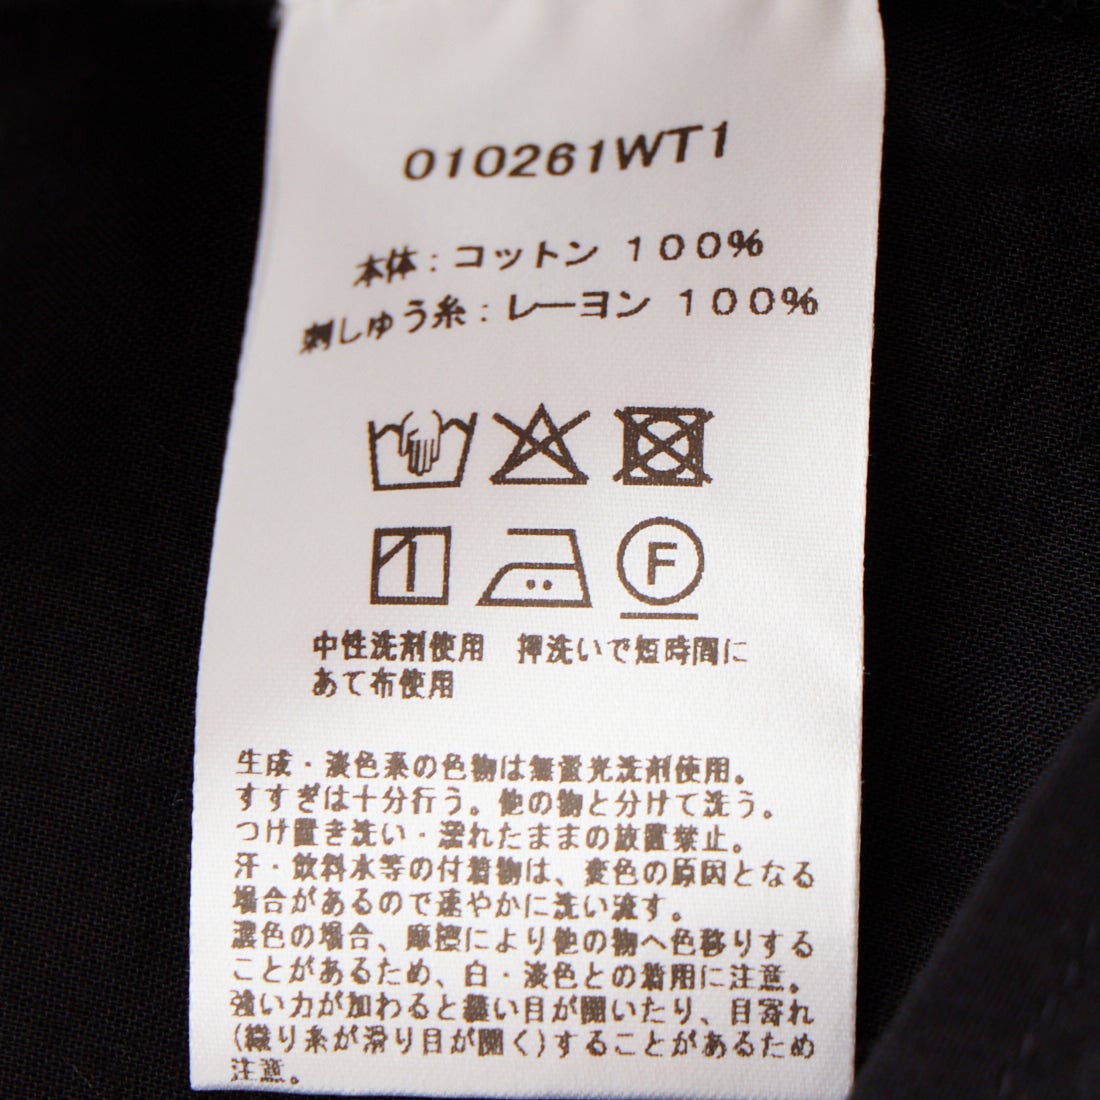 010261WT1
本体：コットン １００％
刺しゅう糸：レーヨン １００％
F
中性洗剤使用　押洗いで短時間に
あて布使用
生成・淡色系の色物は無蛍光洗剤使用。
すすぎは十分行う。他の物と分けて洗う。
つけ置き洗い・濡れたままの放置禁止。
汗・飲料水等の付着物は、変色の原因となる
場合があるので速やかに洗い流す。
濃色の場合、摩擦により他の物へ色移りする
ことがあるため、白・淡色との着用に注意。
強い力が加わると縫い目が開いたり、目寄れ
(織り糸が滑り目が開く)することがあるため
注意。